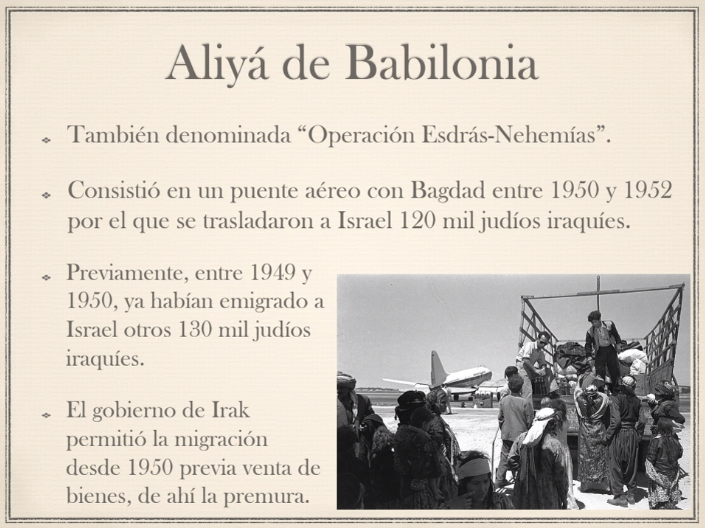 Aliyá de Babilonia
También denominada “Operación Esdrás-Nehemías”.
Consistió en un puente aéreo con Bagdad entre 1950 y 1952
por el que se trasladaron a Israel 120 mil judíos iraquíes.
Previamente, entre 1949 y
1950, ya habían emigrado a
Israel otros 130 mil judíos
iraquíes.
El gobierno de Irak
permitió la migración
desde 1950 previa venta de
bienes, de ahí la premura.